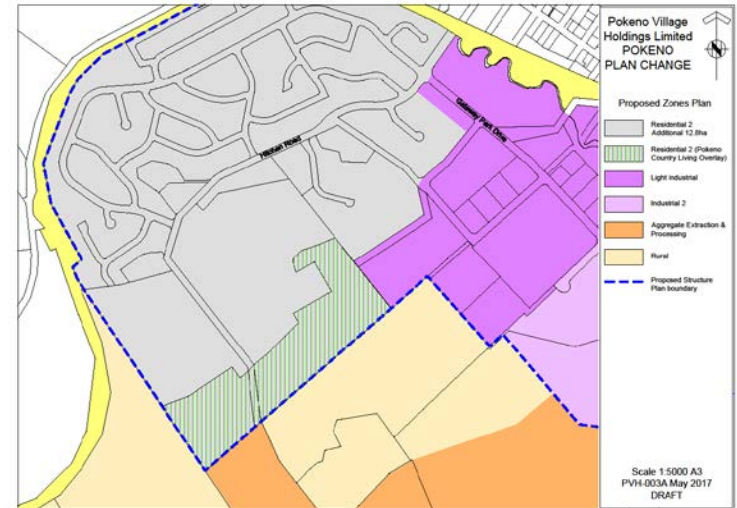 Pokeno Village
Holdings Limited
POKENO
PLAN CHANGE
Proposed Zones Plan
Residential 2
Additional 12.8ha
Residential 2 (Pokeno
Country Living Overlay)
Light Industrial
Industrial 2
Aggregate Extraction &
Processing
Rural
Proposed Structure
Plan boundary
Scale 1:5000 A3
PVH-003A May 2017
DRAFT
Gateway Park Drive
Hitchen Road